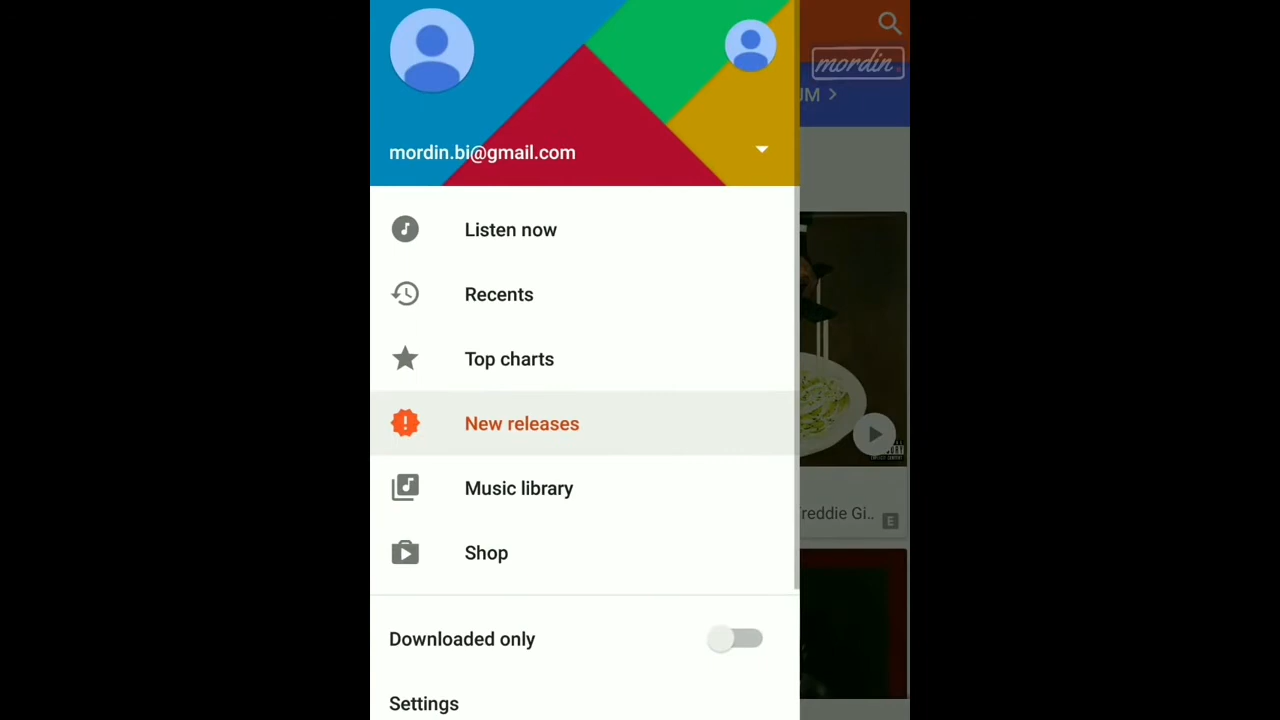 mordin
UM >
mordin.bi@gmail.com
Listen now
Recents
Top charts
New releases
Music library
Shop
reddie Gi..
E
Downloaded only
Settings